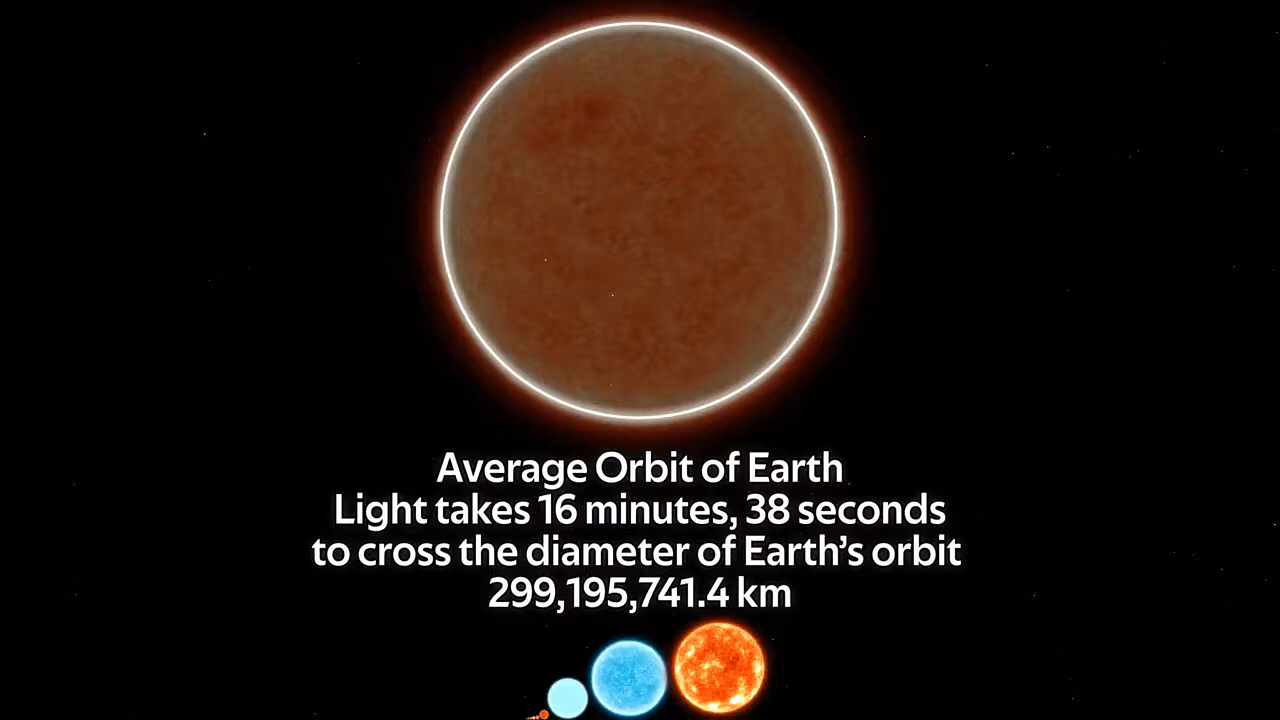 Average Orbit of Earth
Light takes 16 minutes, 38 seconds
to cross the diameter of Earth’s orbit
299,195,741.4 km